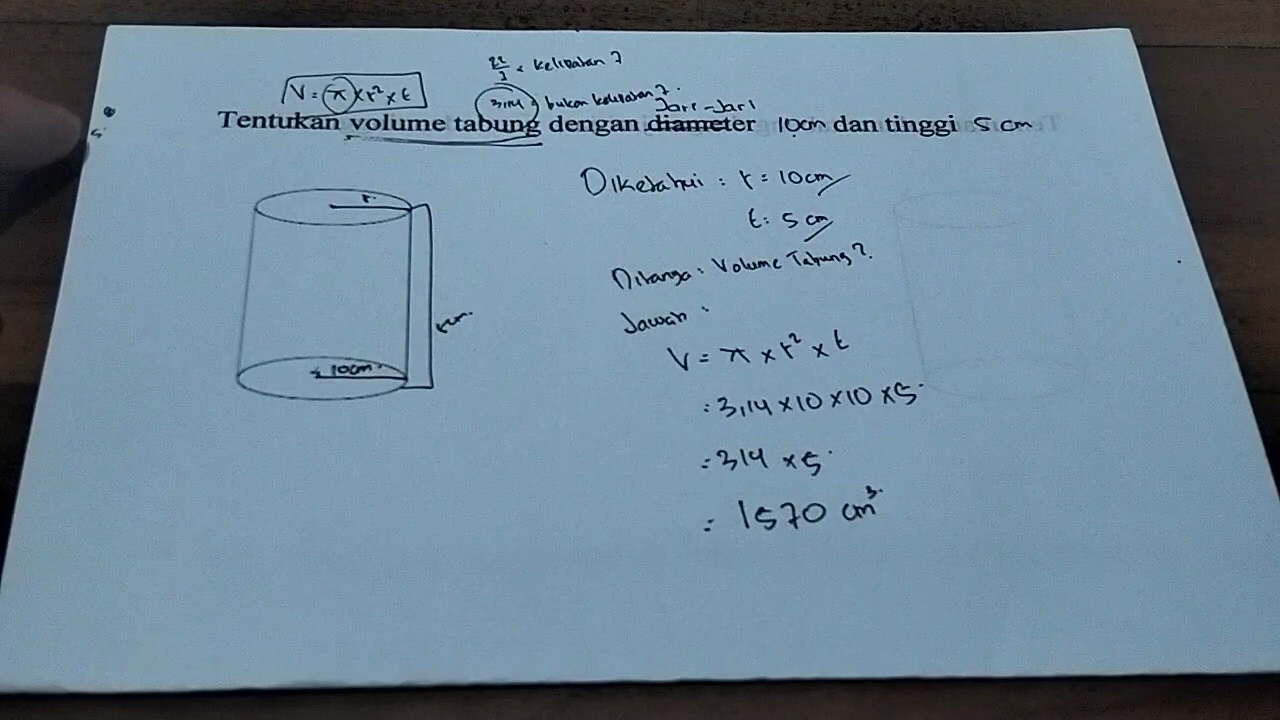 22/7 = kelipatan 7
V = π × r² × t
3,14 = bukan kelipatan 7.
Jari-Jari
Tentukan volume tabung dengan diameter 10cm dan tinggi 5 cm
Diketahui : r = 10cm
t : 5 cm
r.
Ditanya : Volume Tabung?.
Jawab :
V = π × r² × t
10cm.
= 3,14 × 10 × 10 × 5.
= 314 × 5.
= 1570 cm³.